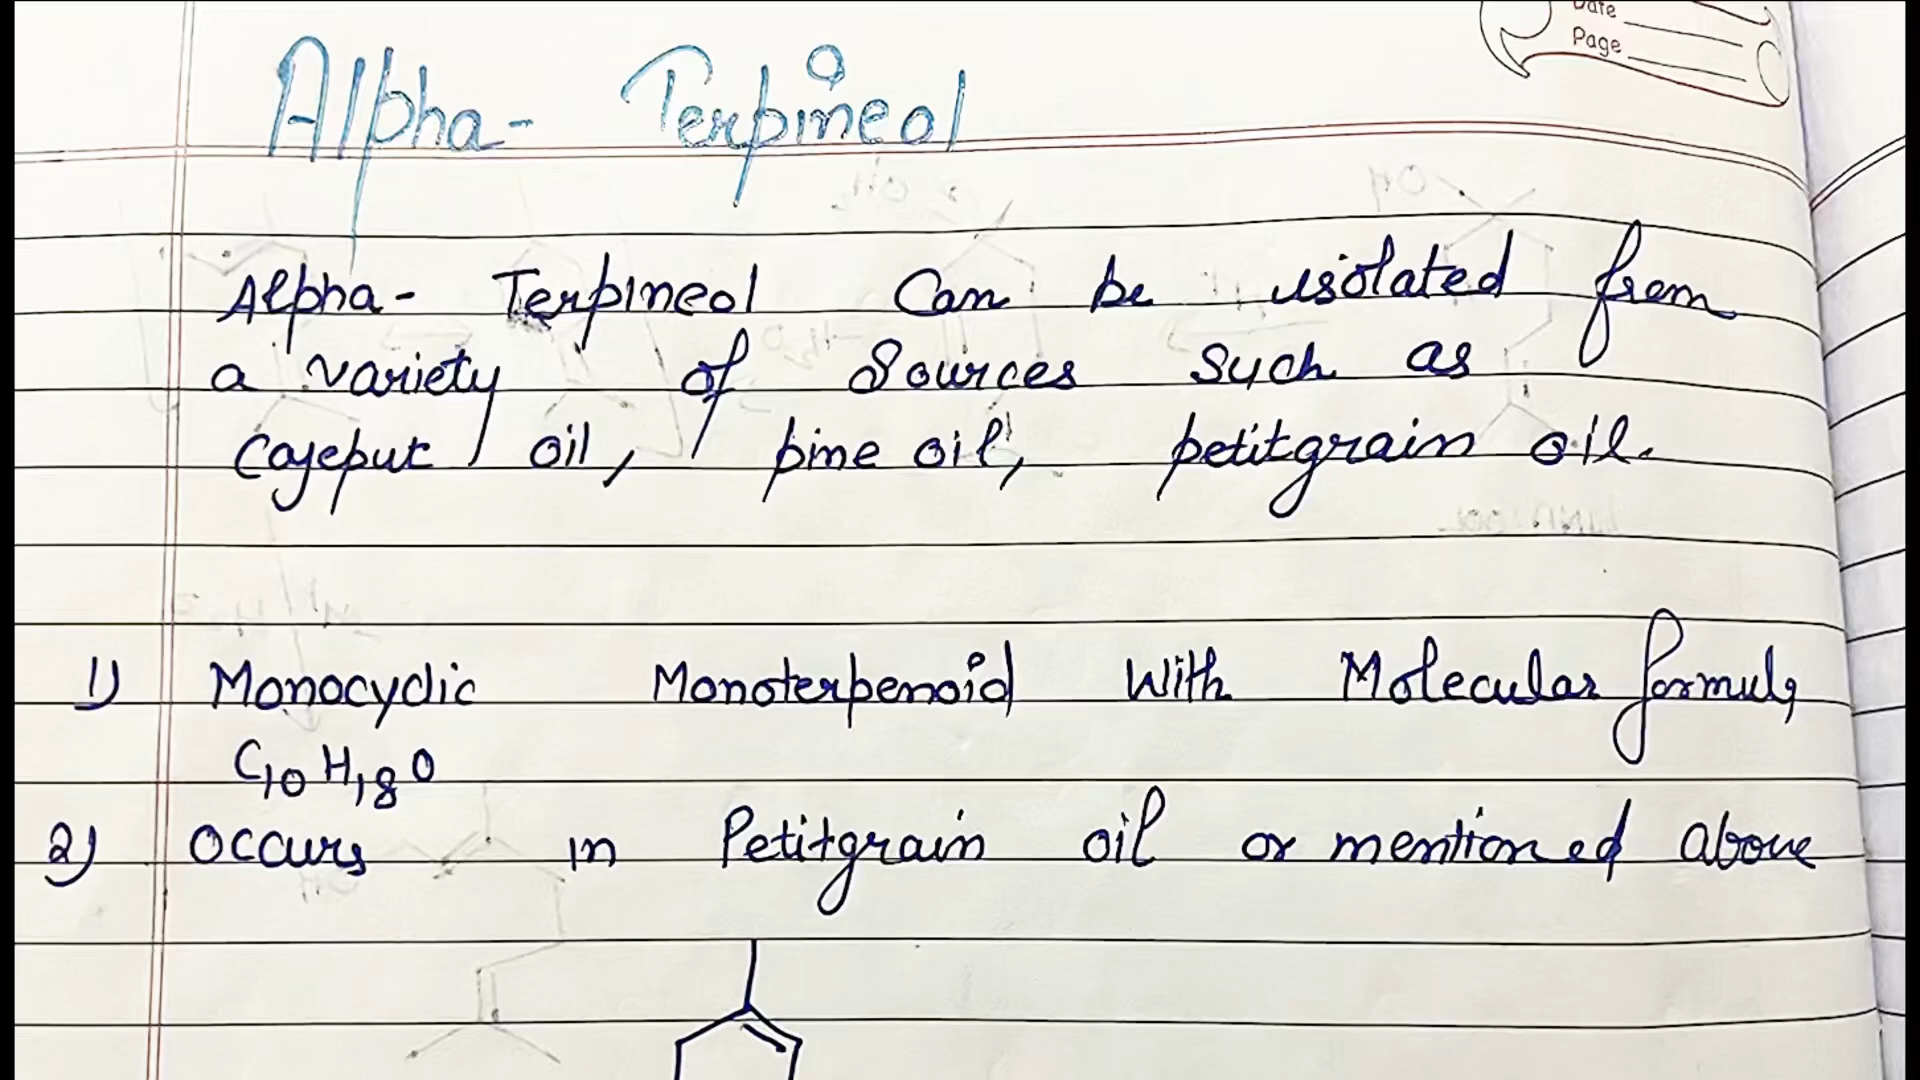 Date
Page
Alpha- Terpineol
Alpha- Terpineol Can be isolated from
a variety of Sources such as
Cajeput oil, pine oil, petitgrain oil.
1) Monocyclic Monoterpenoid With Molecular formula
C10H18O
2) Occurs in Petitgrain oil or mentioned above